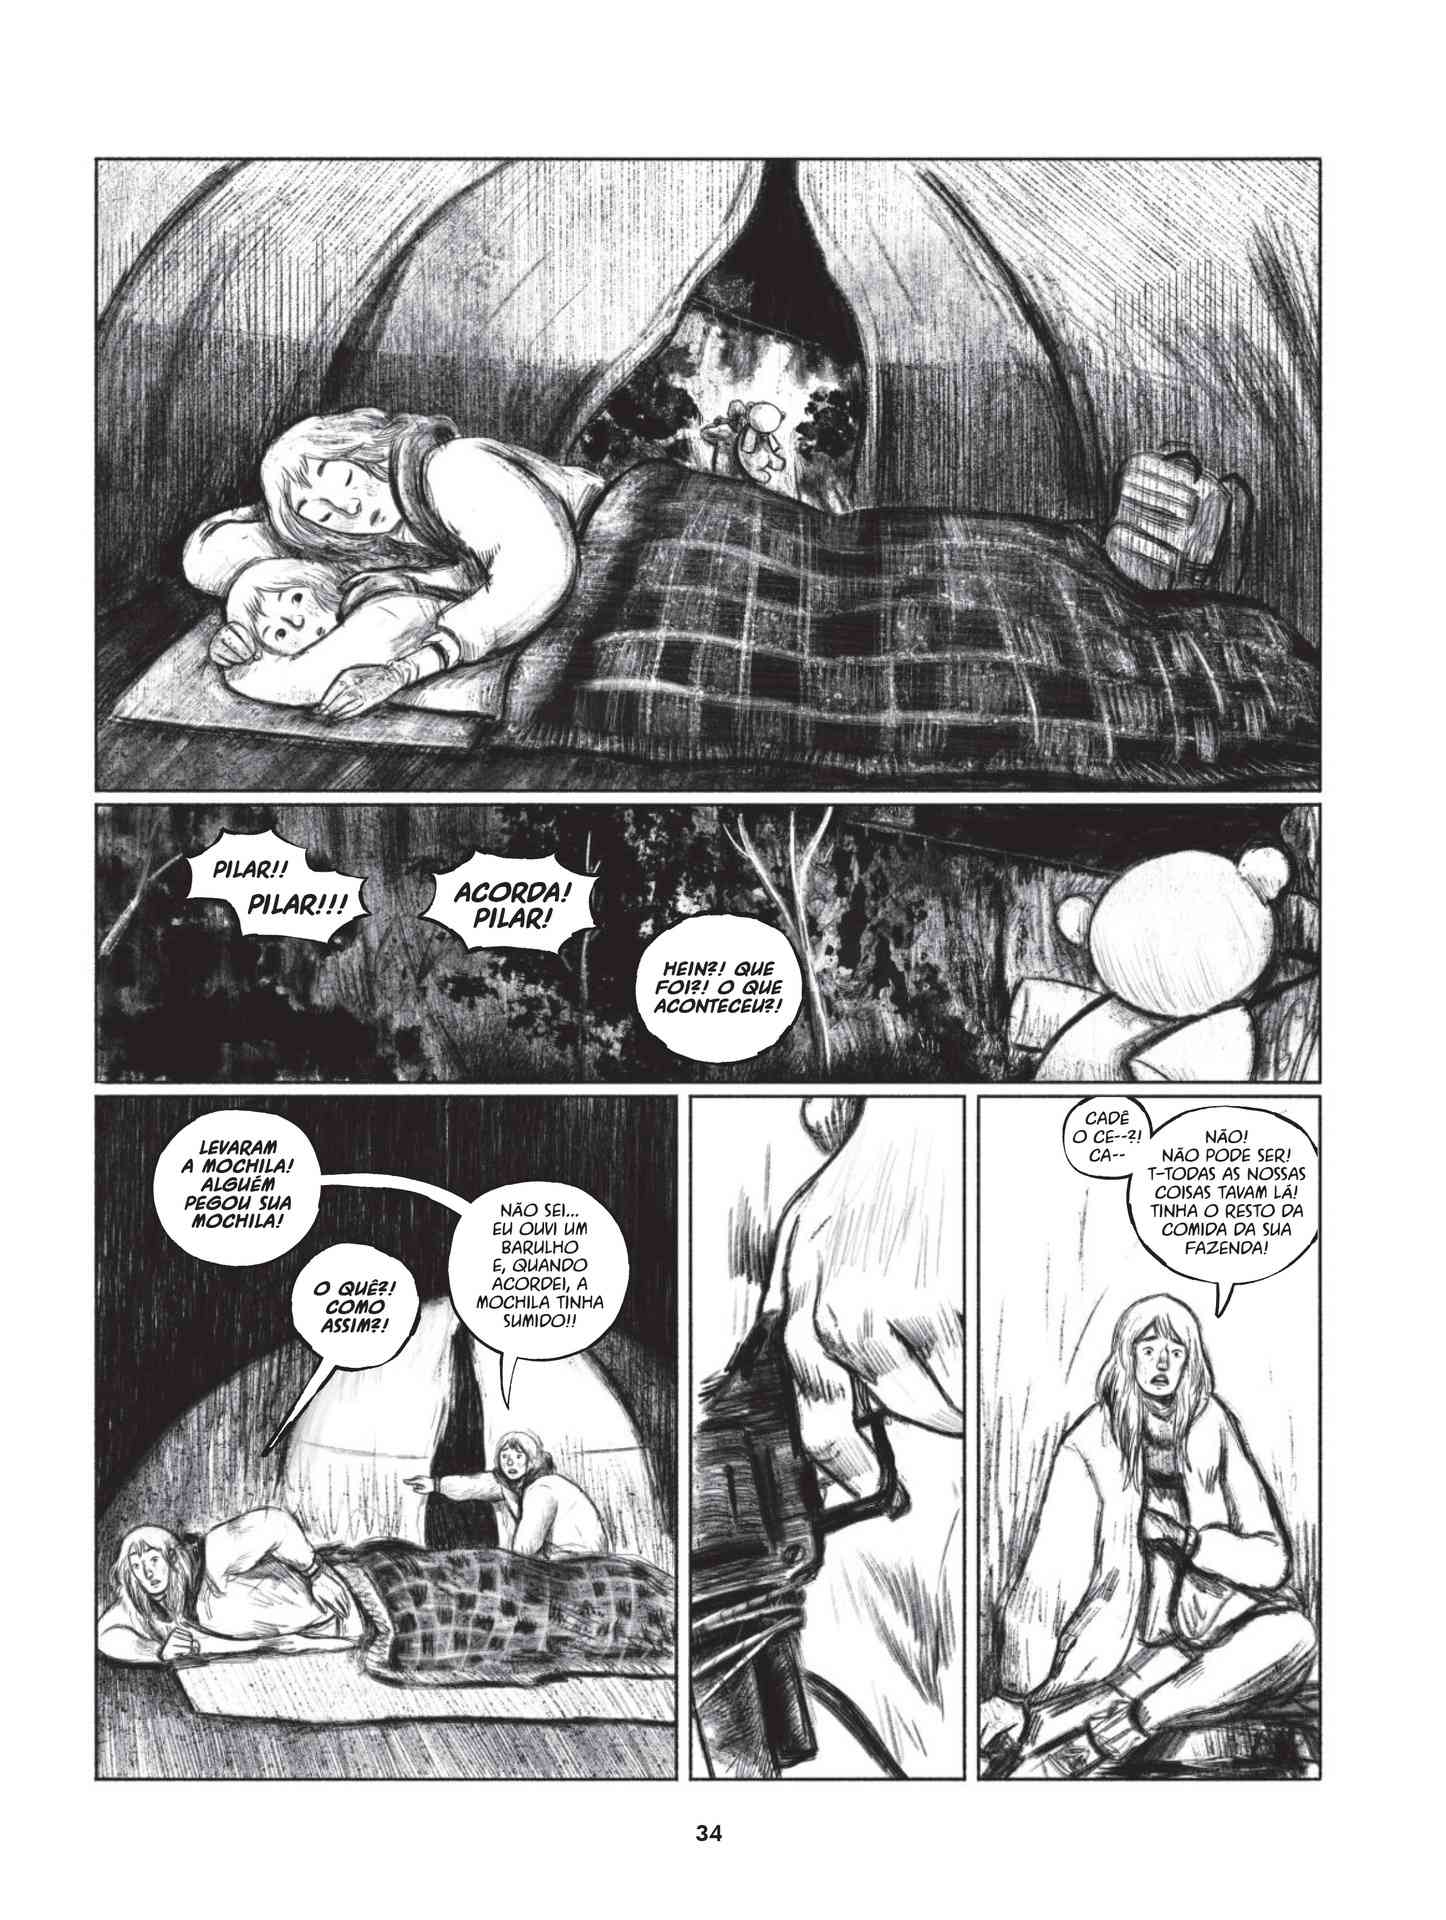 PILAR!!
PILAR!!!
ACORDA!
PILAR!
HEIN?! QUE
FOI?! O QUE
ACONTECEU?!
LEVARAM
A MOCHILA!
ALGUÉM
PEGOU SUA
MOCHILA!
O QUÊ?!
COMO
ASSIM?!
NÃO SEI...
EU OUVI UM
BARULHO
E, QUANDO
ACORDEI, A
MOCHILA TINHA
SUMIDO!!
CADÊ
O CE--?!
CA--
NÃO!
NÃO PODE SER!
T-TODAS AS NOSSAS
COISAS TAVAM LÁ!
TINHA O RESTO DA
COMIDA DA SUA
FAZENDA!
34